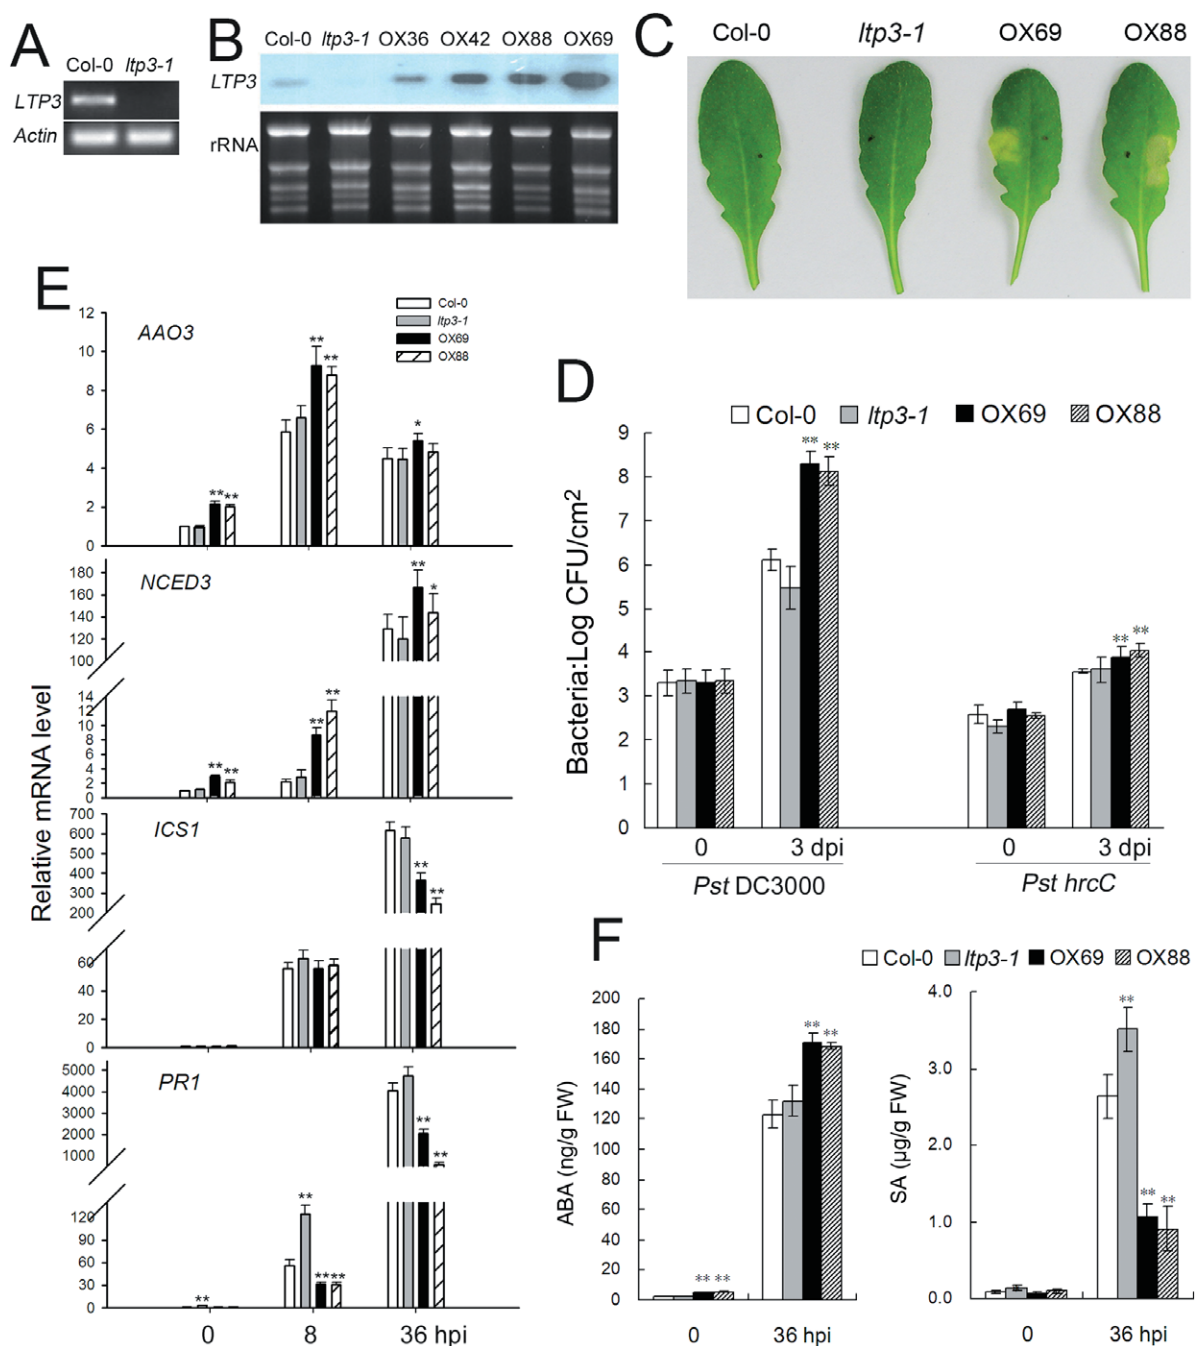 A
Col-0 ltp3-1
LTP3
Actin
B
Col-0 ltp3-1 OX36 OX42 OX88 OX69
LTP3
rRNA
C
Col-0 ltp3-1 OX69 OX88
E
Col-0
ltp3-1
OX69
OX88
Relative mRNA level
AAO3
12
10
8
6
4
2
0
** **
** **
*
NCED3
180
160
140
120
100
14
12
10
8
6
4
2
0
** **
** **
** *
ICS1
700
600
500
400
300
200
60
40
20
0
** **
PR1
5000
4000
3000
2000
1000
120
90
60
30
0
**
** ** **
** **
0 8 36 hpi
D
Col-0 ltp3-1 OX69 OX88
Bacteria:Log CFU/cm2
9
8
7
6
5
4
3
2
1
0
** **
** **
0 3 dpi 0 3 dpi
Pst DC3000 Pst hrcC
F
Col-0 ltp3-1 OX69 OX88
ABA (ng/g FW)
200
180
160
140
120
100
80
60
40
20
0
** **
** **
0 36 hpi
SA (µg/g FW)
4.0
3.0
2.0
1.0
0.0
** ** **
0 36 hpi